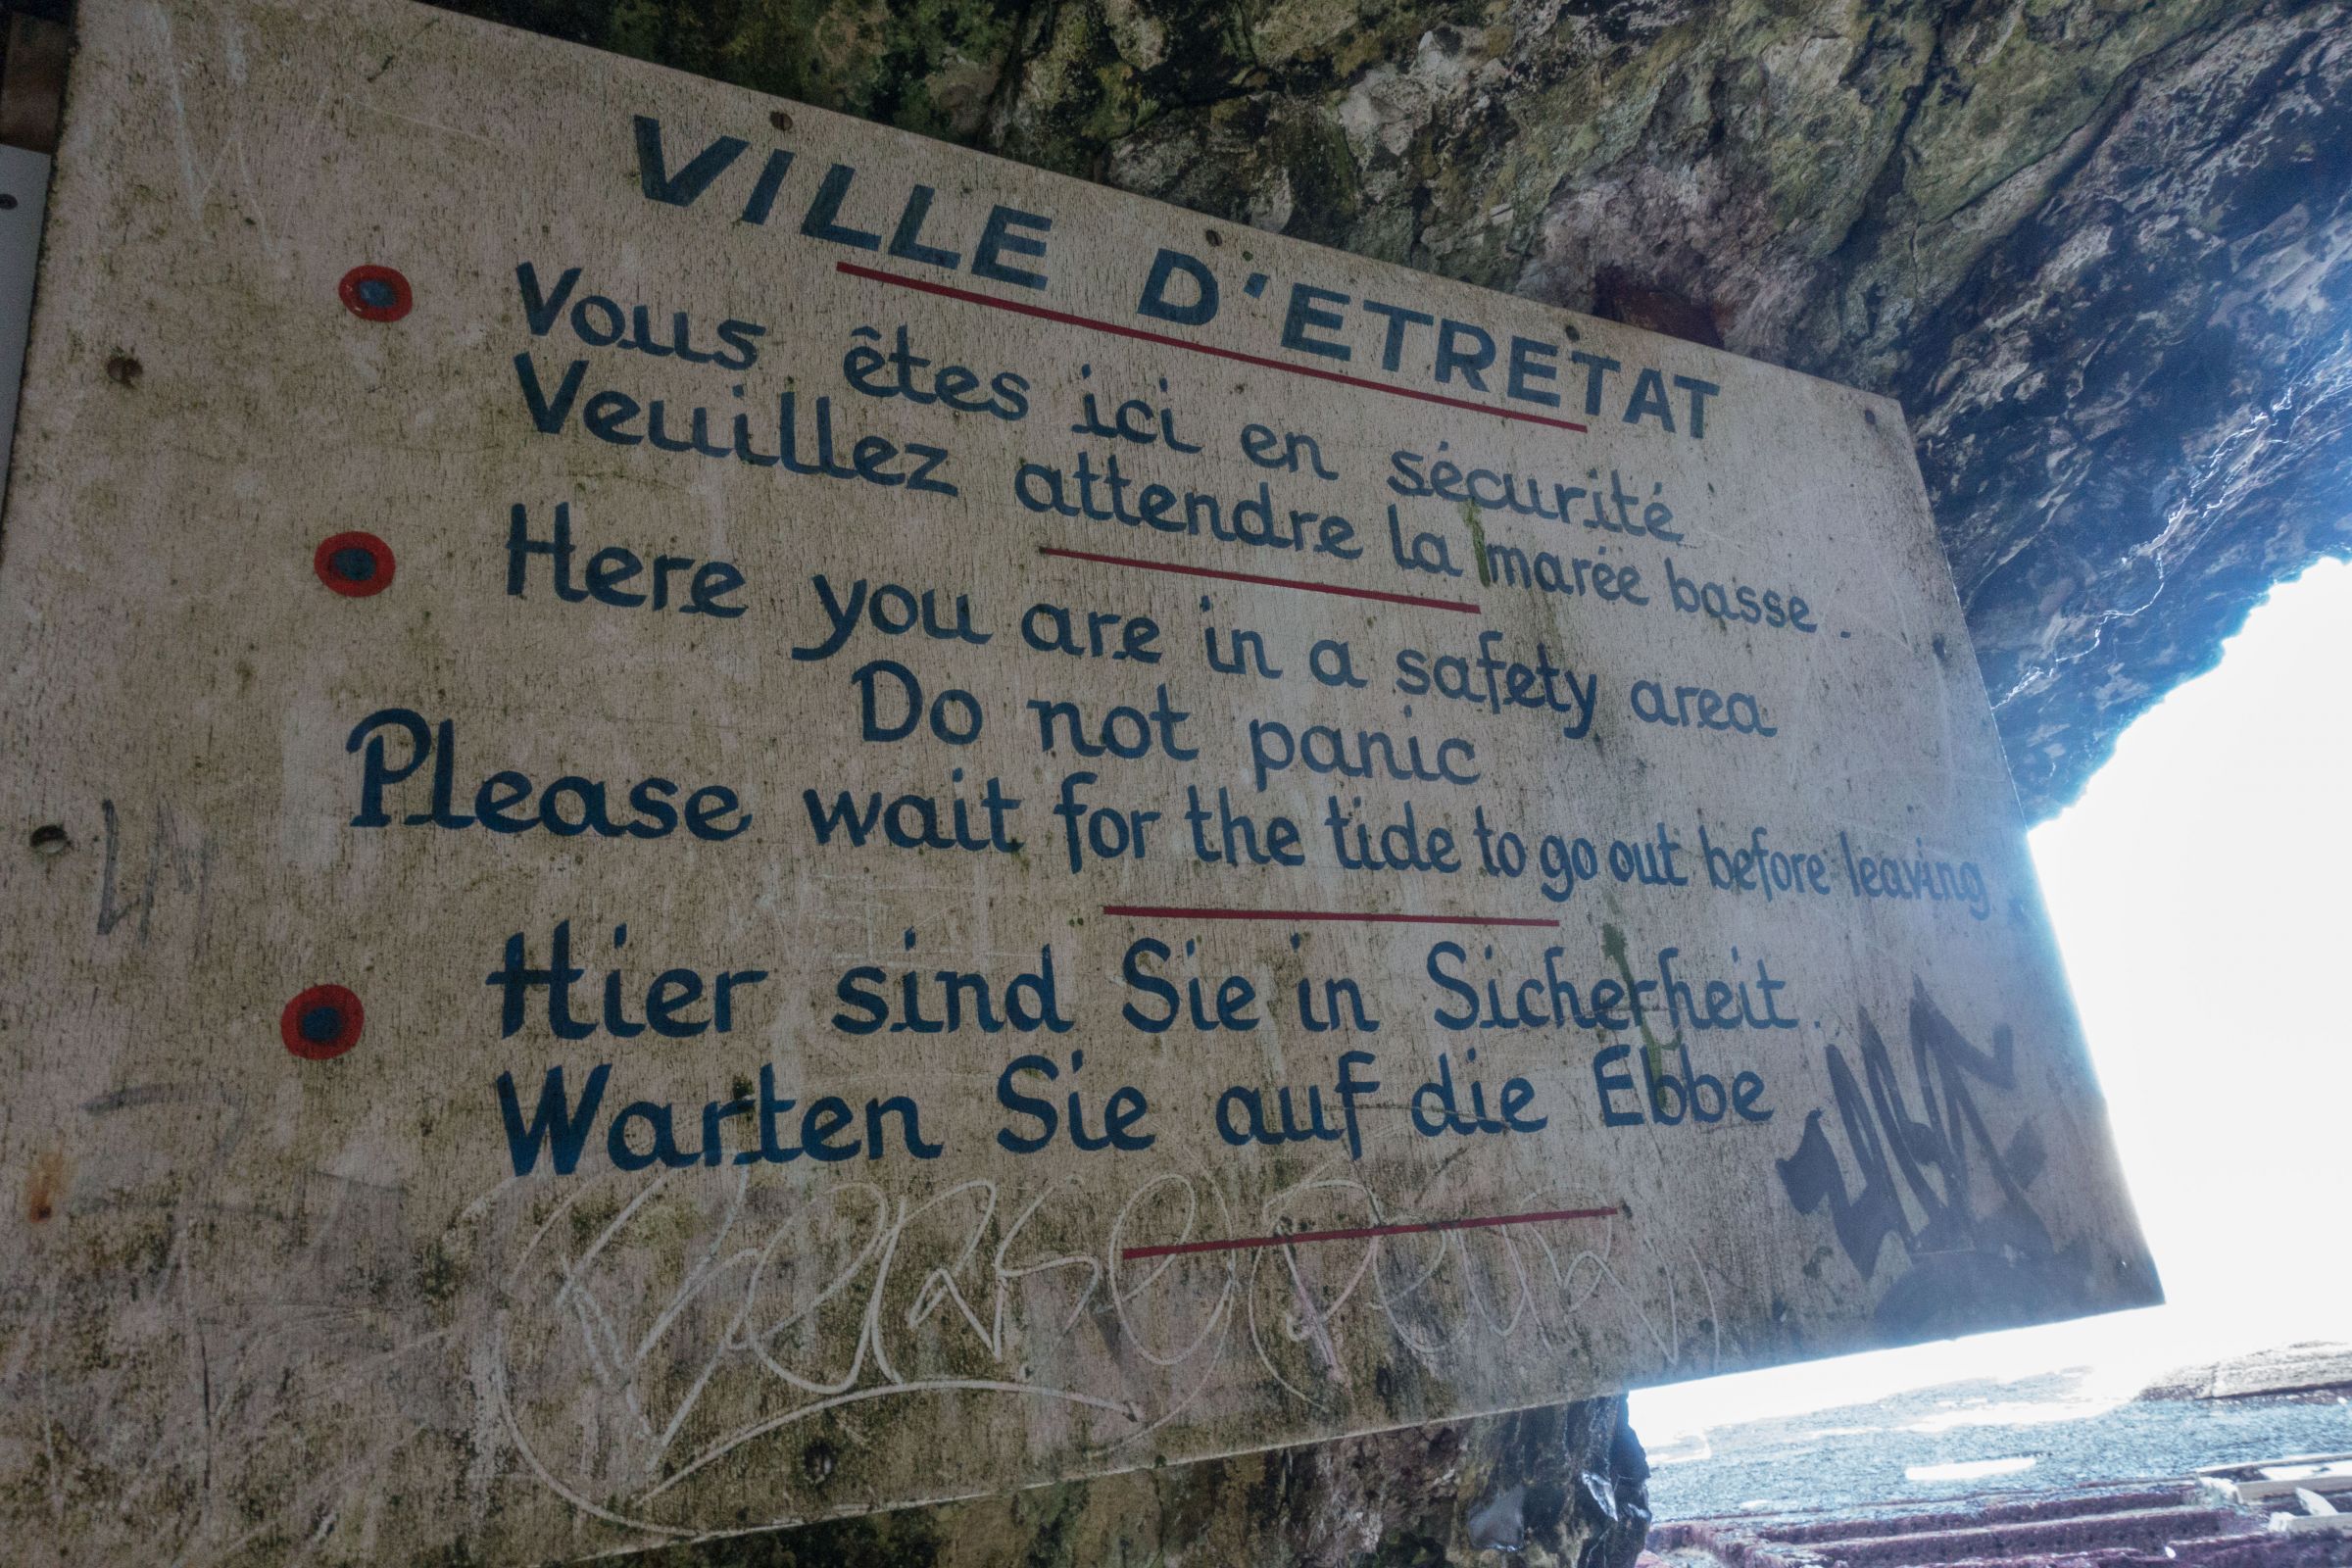 VILLE D'ETRETAT
Vous êtes ici en sécurité
Veuillez attendre la marée basse.
Here you are in a safety area
Do not panic
Please wait for the tide to go out before leaving
Hier sind Sie in Sicherheit.
Warten Sie auf die Ebbe.